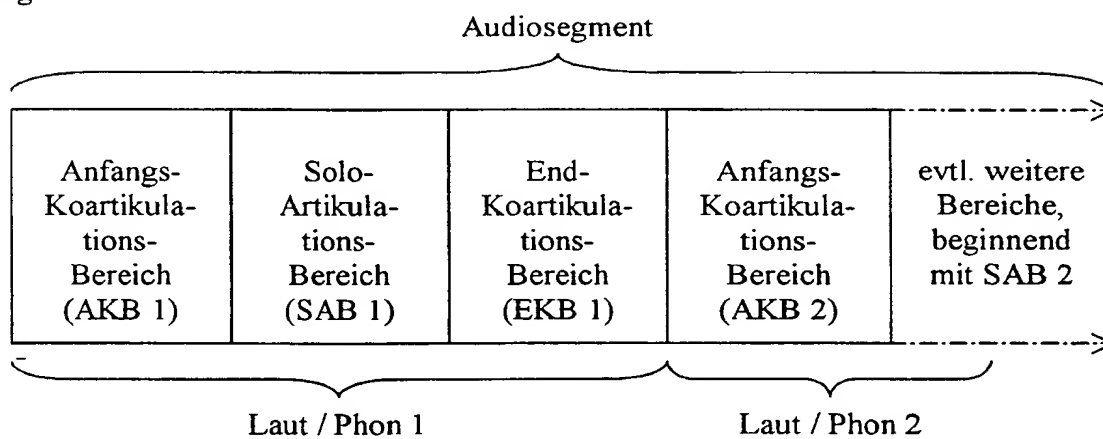 Audiosegment
Anfangs-
Koartikula-
tions-
Bereich
(AKB 1)
Solo-
Artikula-
tions-
Bereich
(SAB 1)
End-
Koartikula-
tions-
Bereich
(EKB 1)
Anfangs-
Koartikula-
tions-
Bereich
(AKB 2)
evtl. weitere
Bereiche,
beginnend
mit SAB 2
Laut / Phon 1
Laut / Phon 2